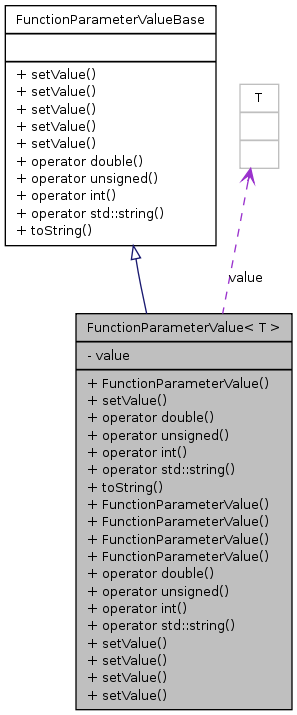 FunctionParameterValueBase
+ setValue()
+ setValue()
+ setValue()
+ setValue()
+ setValue()
+ operator double()
+ operator unsigned()
+ operator int()
+ operator std::string()
+ toString()
T
value
FunctionParameterValue< T >
- value
+ FunctionParameterValue()
+ setValue()
+ operator double()
+ operator unsigned()
+ operator int()
+ operator std::string()
+ toString()
+ FunctionParameterValue()
+ FunctionParameterValue()
+ FunctionParameterValue()
+ FunctionParameterValue()
+ operator double()
+ operator unsigned()
+ operator int()
+ operator std::string()
+ setValue()
+ setValue()
+ setValue()
+ setValue()